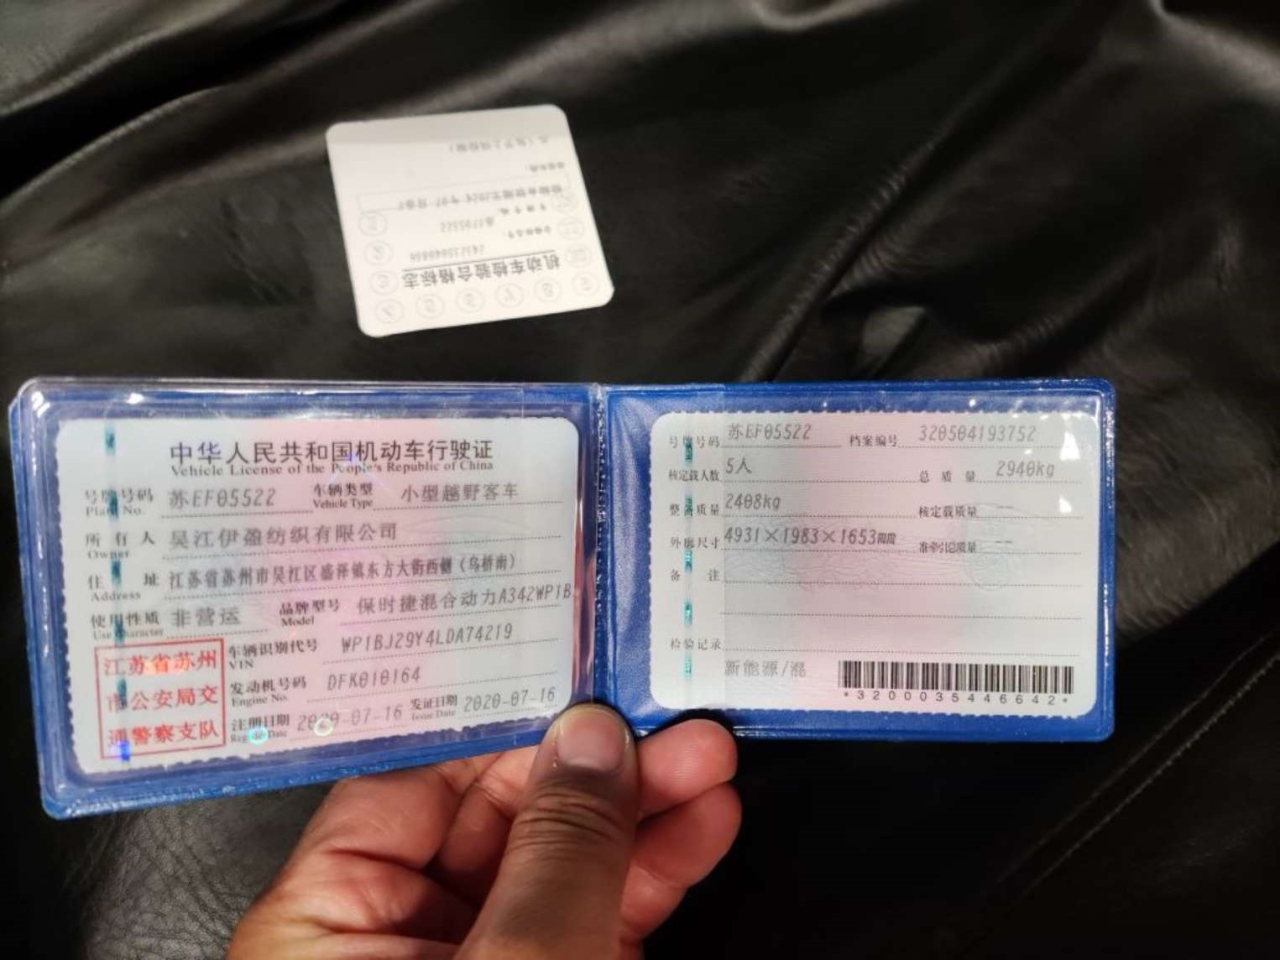 机动车检验合格标志
苏EF05522
中华人民共和国机动车行驶证
Vehicle License of the People's Republic of China
号牌号码 苏EF05522 车辆类型 小型越野客车
Plate No. Vehicle Type
所有人 吴江伊盈纺织有限公司
Owner
住址 江苏省苏州市吴江区盛泽镇东方大街西侧（乌桥南）
Address
使用性质 非营运 品牌型号 保时捷混合动力A342WP1B
Use Character Model
江苏省苏州
市公安局交
通警察支队
车辆识别代号 WP1BJ29Y4LDA74219
VIN
发动机号码 DFK010164
Engine No.
注册日期 2020-07-16 发证日期 2020-07-16
Register Date Issue Date
号牌号码 苏EF05522 档案编号 320504193752
核定载人数 5人 总质量 2940kg
整备质量 2408kg 核定载质量 --
外廓尺寸 4931×1983×1653mm 准牵引总质量 --
备注
检验记录
新能源/混
*3200035446642*